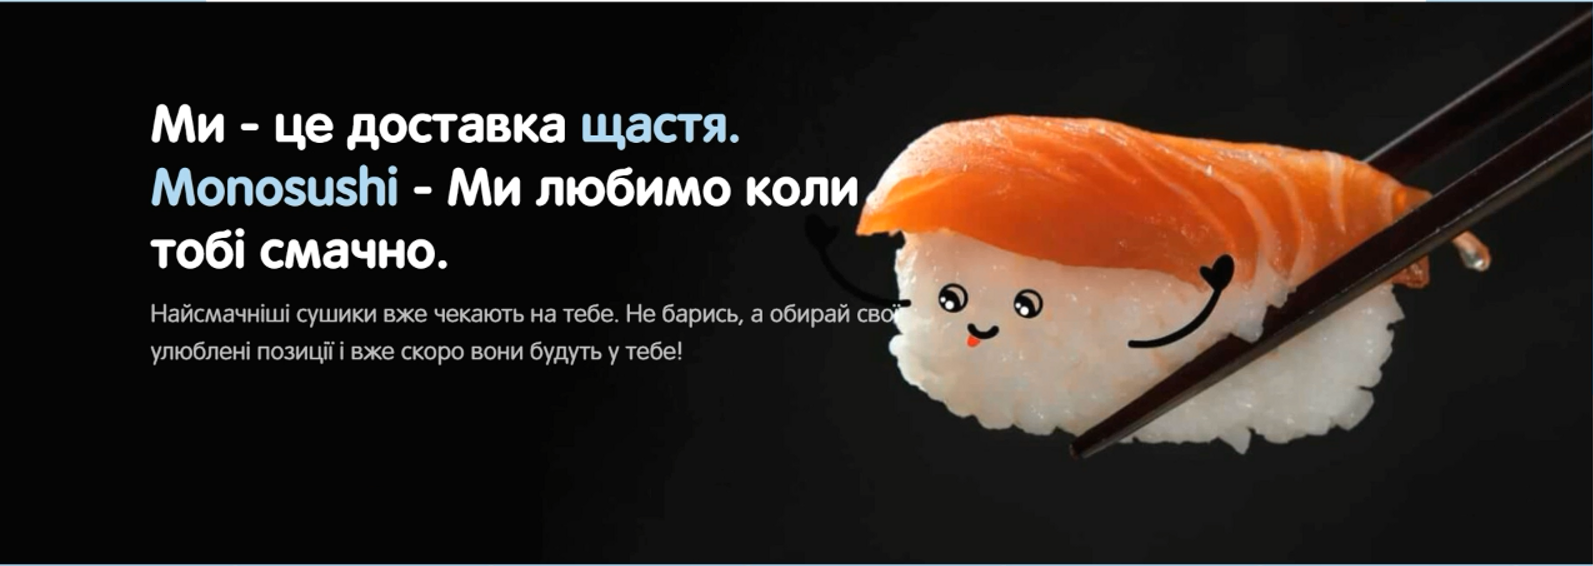 Ми - це доставка щастя.
Monosushi - Ми любимо коли
тобі смачно.
Найсмачніші сушики вже чекають на тебе. Не барись, а обирай свої
улюблені позиції і вже скоро вони будуть у тебе!